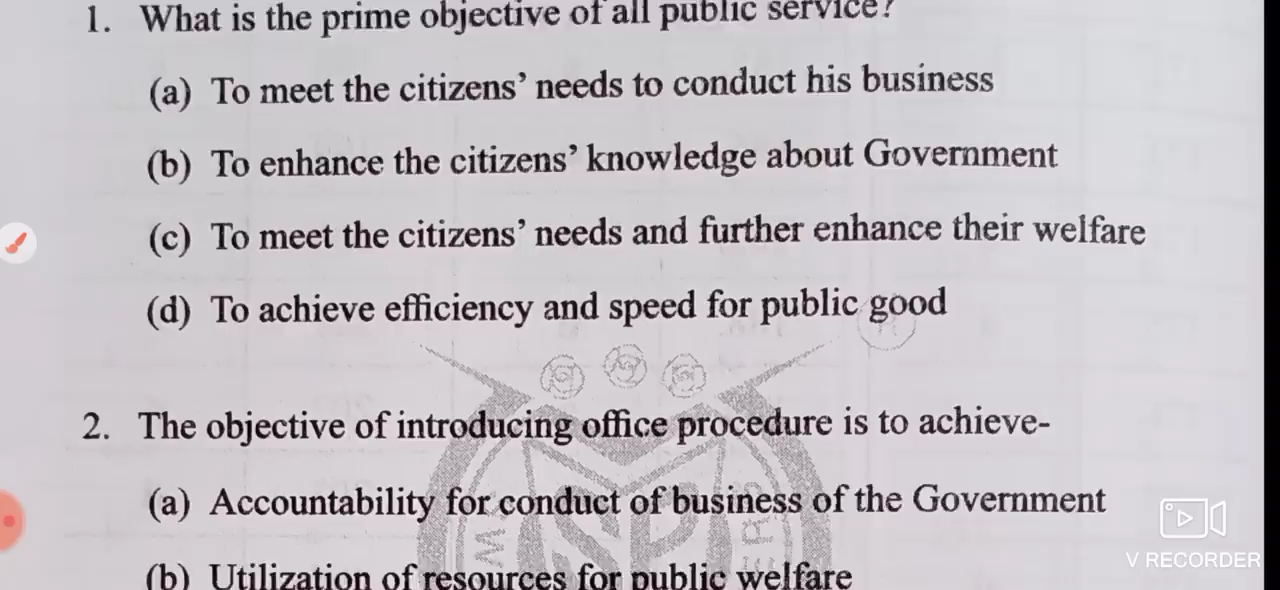 1. What is the prime objective of all public service?
(a) To meet the citizens' needs to conduct his business
(b) To enhance the citizens' knowledge about Government
(c) To meet the citizens' needs and further enhance their welfare
(d) To achieve efficiency and speed for public good
2. The objective of introducing office procedure is to achieve-
(a) Accountability for conduct of business of the Government
(b) Utilization of resources for public welfare
V RECORDER